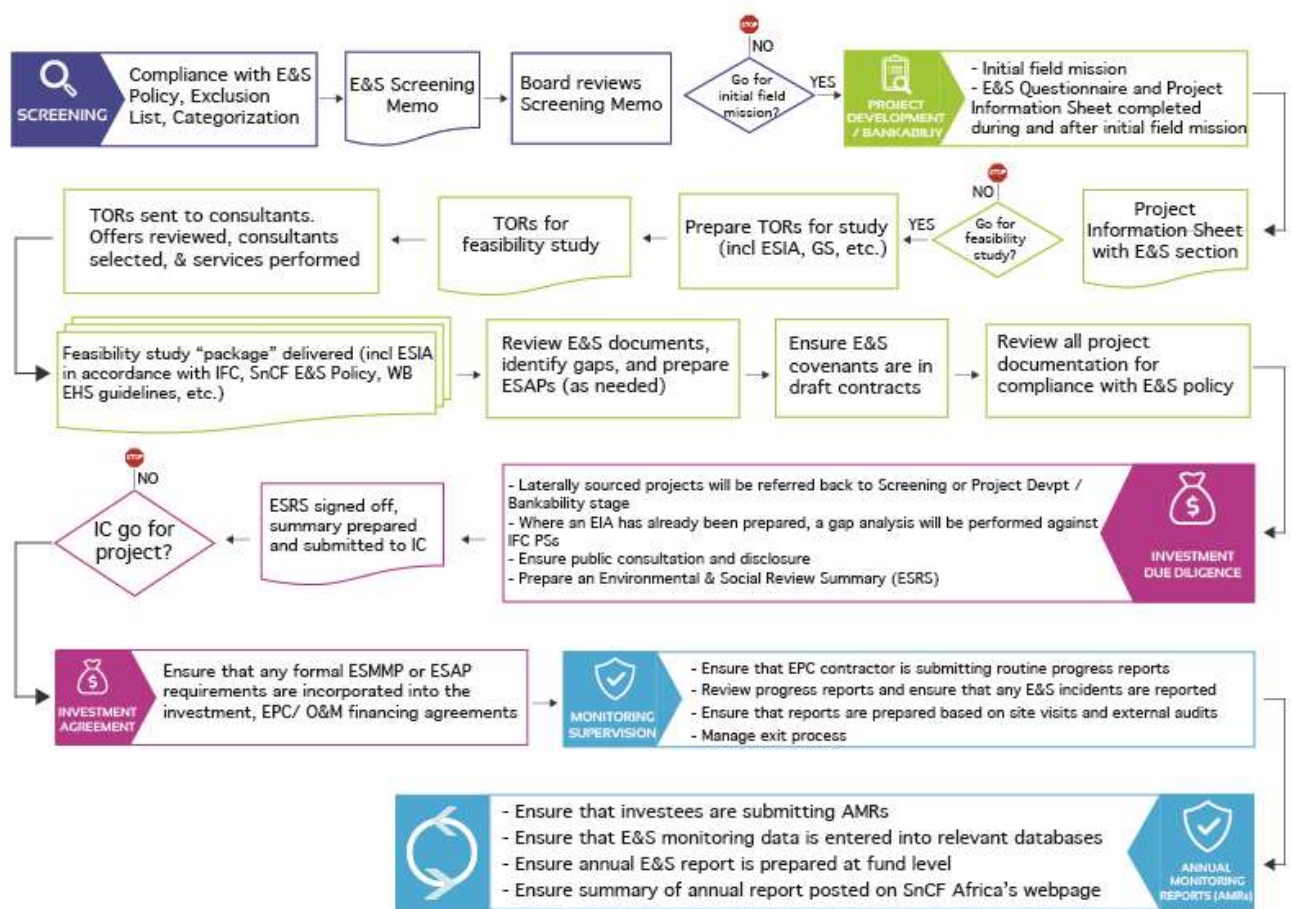 SCREENING
Compliance with E&S
Policy, Exclusion
List, Categorization
E&S Screening
Memo
Board reviews
Screening Memo
STOP
NO
Go for
initial field
mission?
YES
PROJECT
DEVELOPMENT
/ BANKABILIY
- Initial field mission
- E&S Questionnaire and Project
Information Sheet completed
during and after initial field mission
Project
Information Sheet
with E&S section
STOP
NO
Go for
feasibility
study?
YES
Prepare TORs for study
(incl ESIA, GS, etc.)
TORs for
feasibility study
TORs sent to consultants.
Offers reviewed, consultants
selected, & services performed
Feasibility study “package” delivered (incl ESIA
in accordance with IFC, SnCF E&S Policy, WB
EHS guidelines, etc.)
Review E&S documents,
identify gaps, and prepare
ESAPs (as needed)
Ensure E&S
covenants are in
draft contracts
Review all project
documentation for
compliance with E&S policy
$
INVESTMENT
DUE DILIGENCE
- Laterally sourced projects will be referred back to Screening or Project Devpt /
Bankability stage
- Where an EIA has already been prepared, a gap analysis will be performed against
IFC PSs
- Ensure public consultation and disclosure
- Prepare an Environmental & Social Review Summary (ESRS)
ESRS signed off,
summary prepared
and submitted to IC
STOP
NO
IC go for
project?
$
INVESTMENT
AGREEMENT
Ensure that any formal ESMMP or ESAP
requirements are incorporated into the
investment, EPC/ O&M financing agreements
MONITORING
SUPERVISION
- Ensure that EPC contractor is submitting routine progress reports
- Review progress reports and ensure that any E&S incidents are reported
- Ensure that reports are prepared based on site visits and external audits
- Manage exit process
ANNUAL
MONITORING
REPORTS (AMRs)
- Ensure that investees are submitting AMRs
- Ensure that E&S monitoring data is entered into relevant databases
- Ensure annual E&S report is prepared at fund level
- Ensure summary of annual report posted on SnCF Africa’s webpage